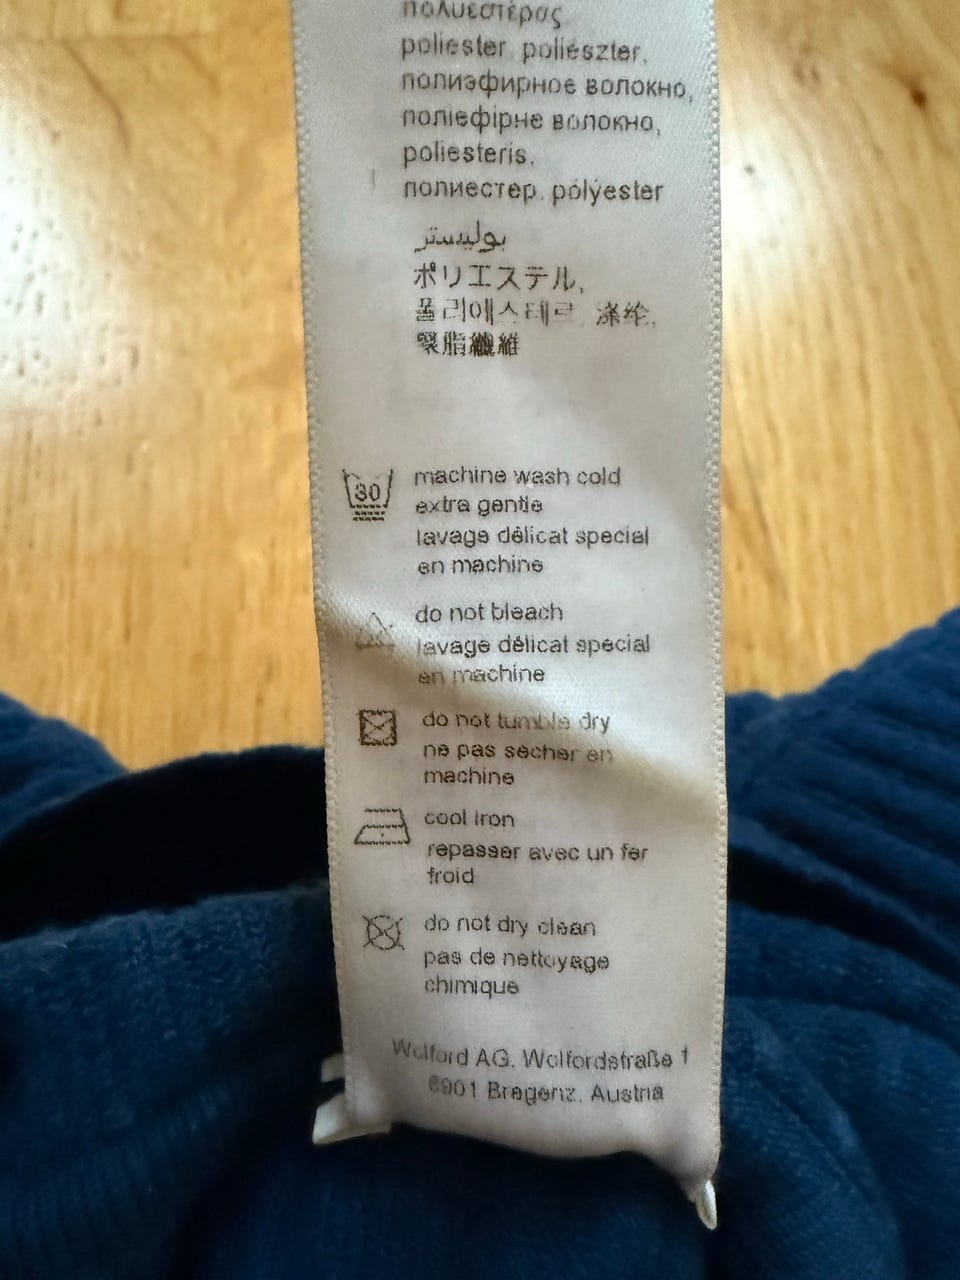 πολυεστέρας
poliester, poliészter,
полиэфирное волокно,
поліефірне волокно,
poliesteris,
полиестер, pólýester
بوليستر
ポリエステル,
폴리에스테르, 涤纶,
聚脂纖維
30
machine wash cold
extra gentle
lavage délicat special
en machine
do not bleach
lavage délicat special
en machine
do not tumble dry
ne pas secher en
machine
cool iron
repasser avec un fer
froid
do not dry clean
pas de nettoyage
chimique
Wolford AG, Wolfordstraße 1
6901 Bregenz, Austria